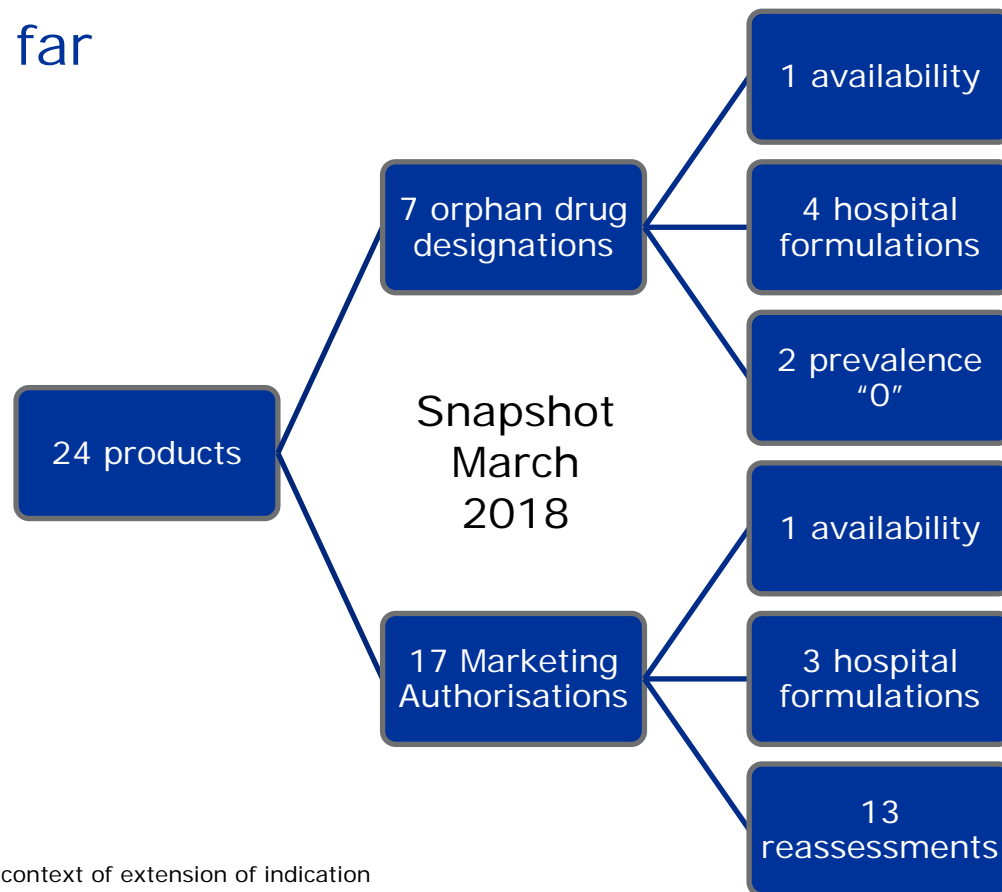 far
24 products
7 orphan drug
designations
1 availability
4 hospital
formulations
2 prevalence
“0”
Snapshot
March
2018
17 Marketing
Authorisations
1 availability
3 hospital
formulations
13
reassessments
context of extension of indication